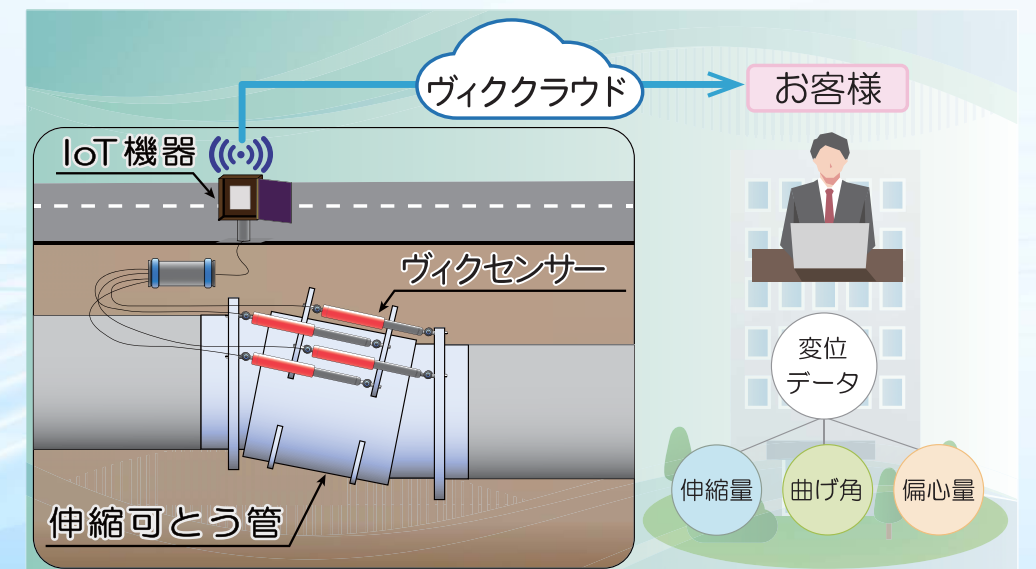 ヴィククラウド
お客様
IoT機器
ヴィクセンサー
伸縮可とう管
変位
データ
伸縮量
曲げ角
偏心量